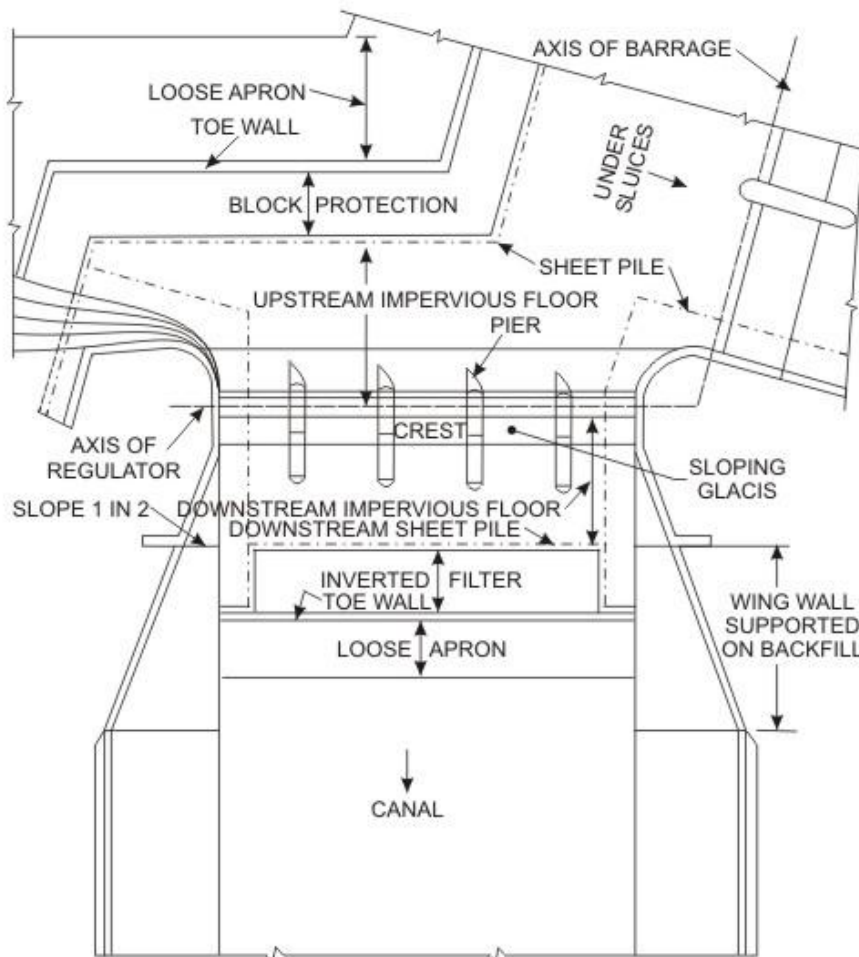 AXIS OF BARRAGE
LOOSE APRON
TOE WALL
UNDER
SLUICES
BLOCK PROTECTION
SHEET PILE
UPSTREAM IMPERVIOUS FLOOR
PIER
CREST
AXIS OF
REGULATOR
SLOPING
GLACIS
SLOPE 1 IN 2
DOWNSTREAM IMPERVIOUS FLOOR
DOWNSTREAM SHEET PILE
INVERTED FILTER
TOE WALL
WING WALL
SUPPORTED
ON BACKFILL
LOOSE APRON
CANAL